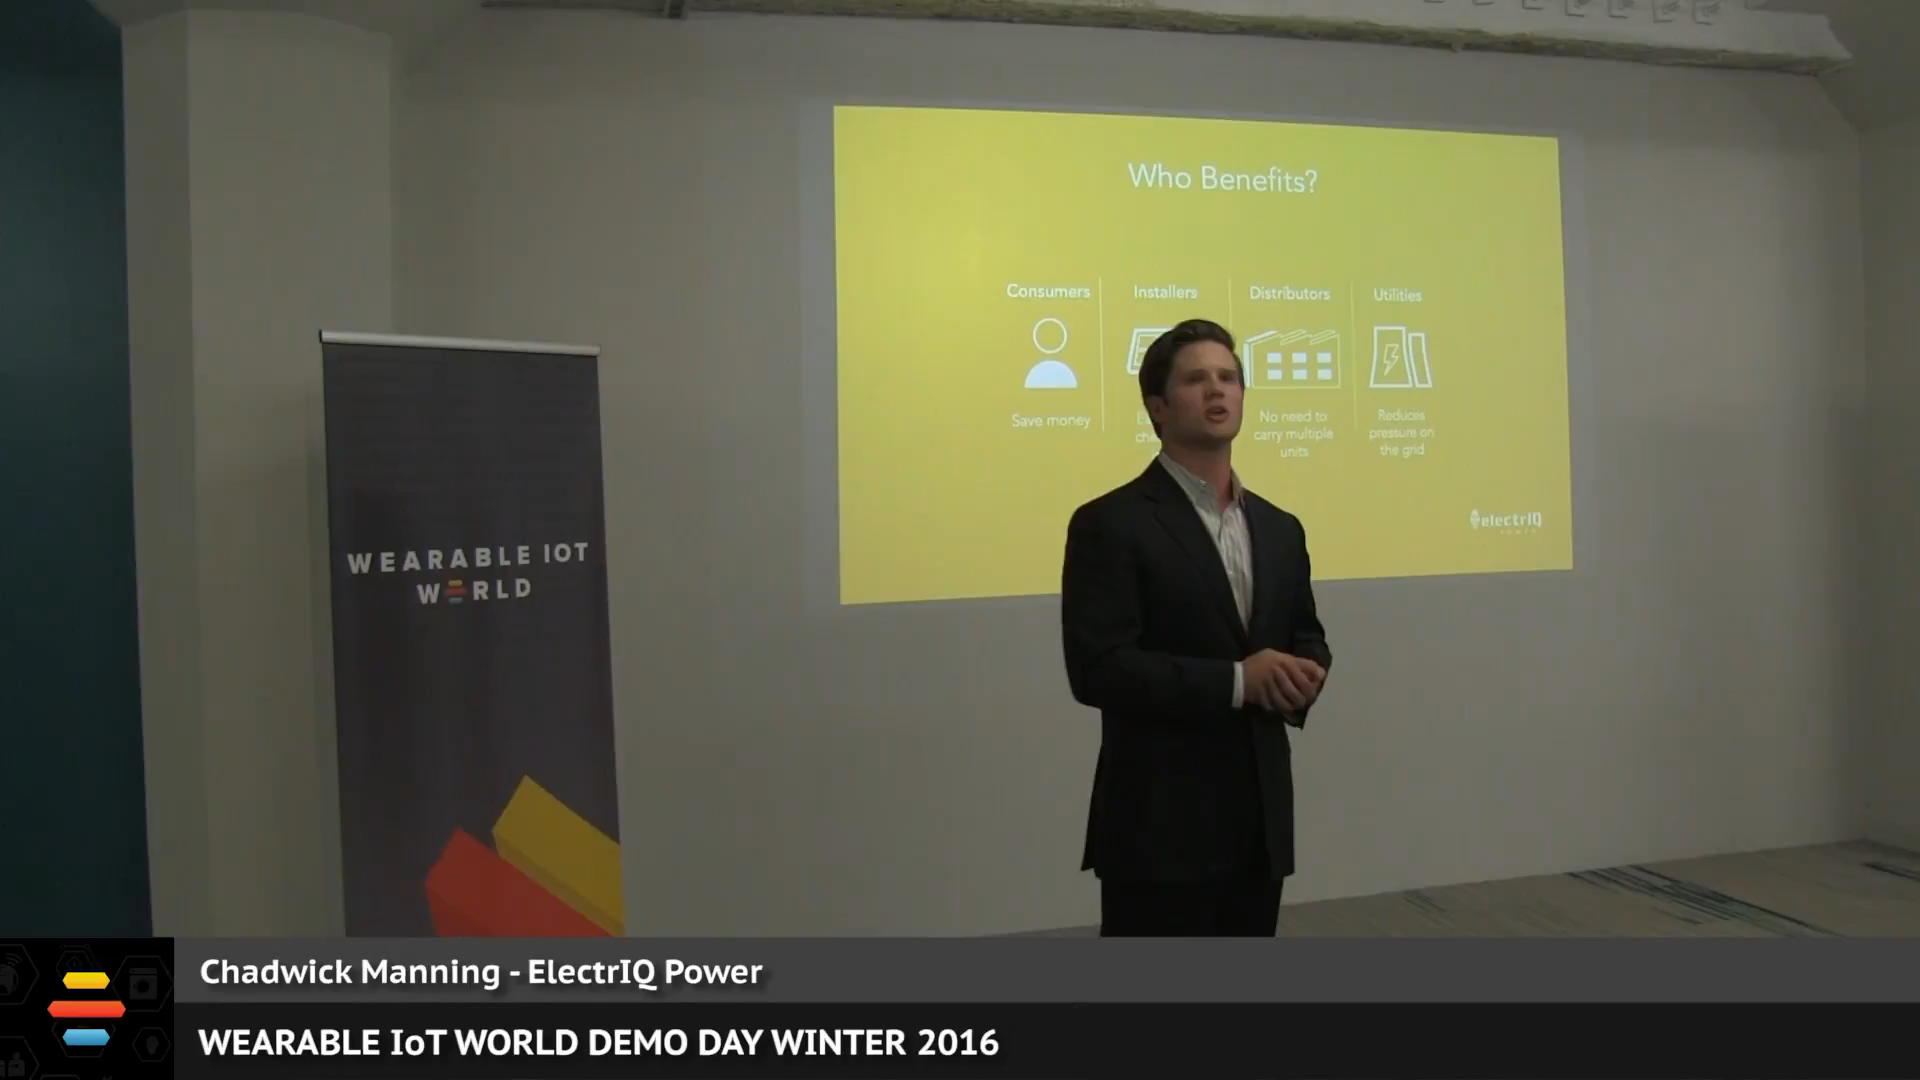 Who Benefits?
Consumers
Installers
Distributors
Utilities
Save money
No need to
carry multiple
units
Reduces
pressure on
the grid
electrIQ
POWER
WEARABLE IOT
WORLD
Chadwick Manning - ElectrIQ Power
WEARABLE IoT WORLD DEMO DAY WINTER 2016